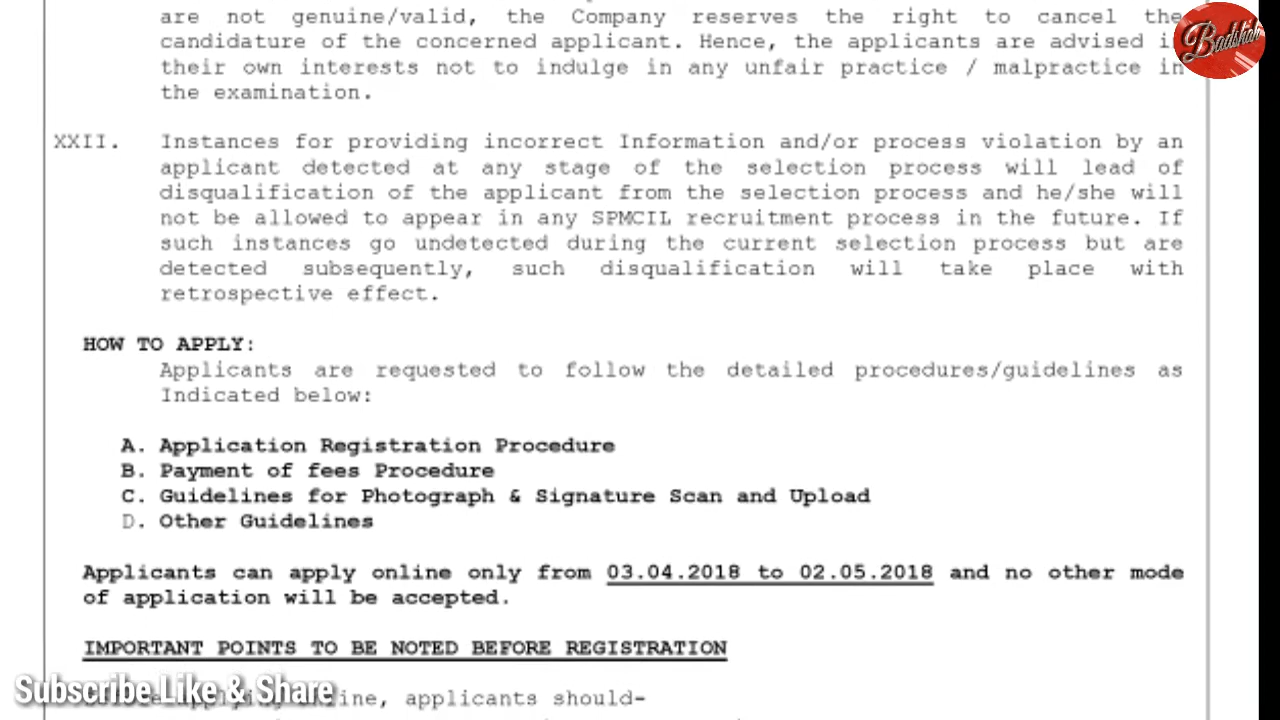 are not genuine/valid, the Company reserves the right to cancel the
candidature of the concerned applicant. Hence, the applicants are advised
their own interests not to indulge in any unfair practice / malpractice in
the examination.
Badshah
XXII. Instances for providing incorrect Information and/or process violation by an
applicant detected at any stage of the selection process will lead of
disqualification of the applicant from the selection process and he/she will
not be allowed to appear in any SPMCIL recruitment process in the future. If
such instances go undetected during the current selection process but are
detected subsequently, such disqualification will take place with
retrospective effect.
HOW TO APPLY:
Applicants are requested to follow the detailed procedures/guidelines as
Indicated below:
A. Application Registration Procedure
B. Payment of fees Procedure
C. Guidelines for Photograph & Signature Scan and Upload
D. Other Guidelines
Applicants can apply online only from 03.04.2018 to 02.05.2018 and no other mode
of application will be accepted.
IMPORTANT POINTS TO BE NOTED BEFORE REGISTRATION
Subscribe Like & Share
applicants should-